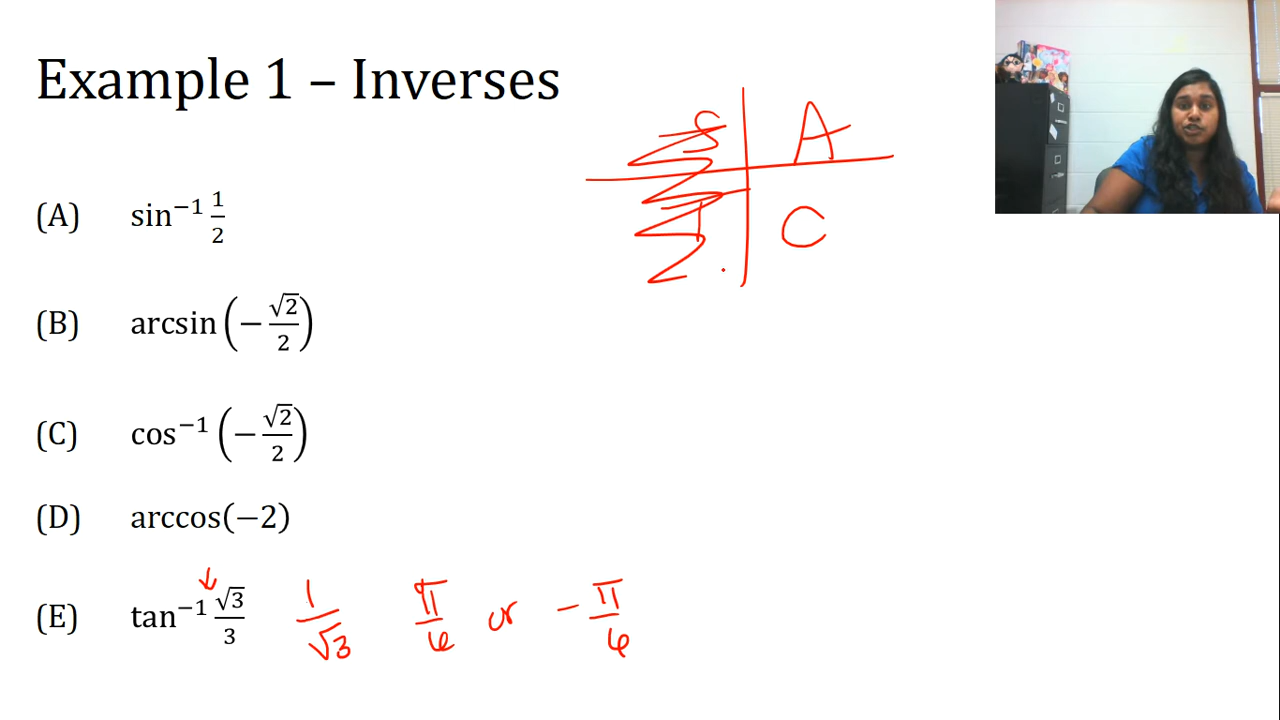 Example 1 – Inverses
S A
T C
(A) sin⁻¹ 1/2
(B) arcsin(−√2/2)
(C) cos⁻¹(−√2/2)
(D) arccos(−2)
(E) tan⁻¹ √3/3 1/√3 π/6 or −π/6